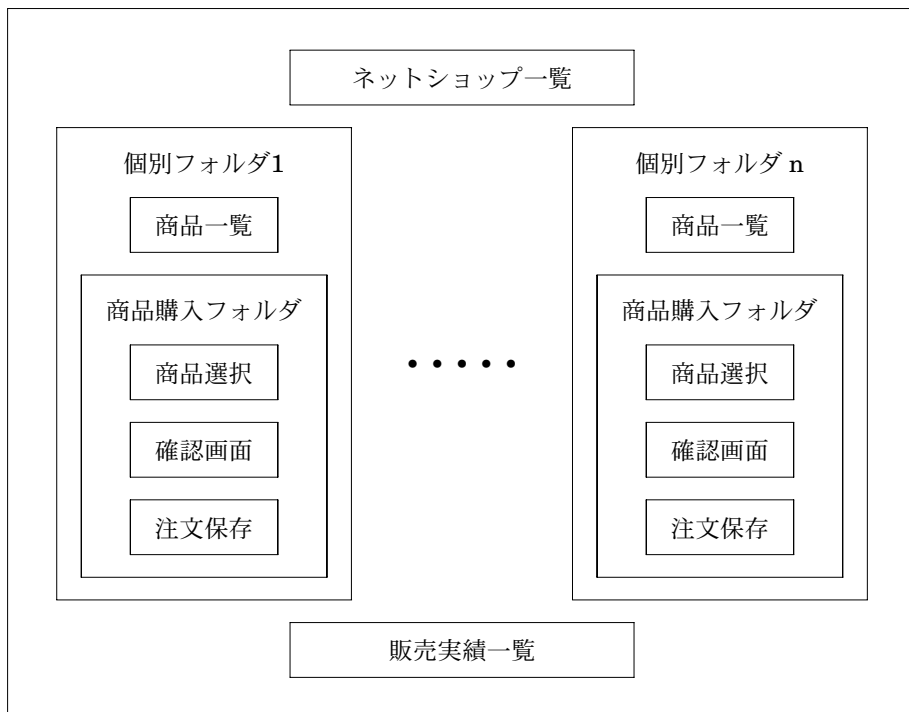 ネットショップ一覧
個別フォルダ1
商品一覧
商品購入フォルダ
商品選択
確認画面
注文保存
・・・・・
個別フォルダ n
商品一覧
商品購入フォルダ
商品選択
確認画面
注文保存
販売実績一覧